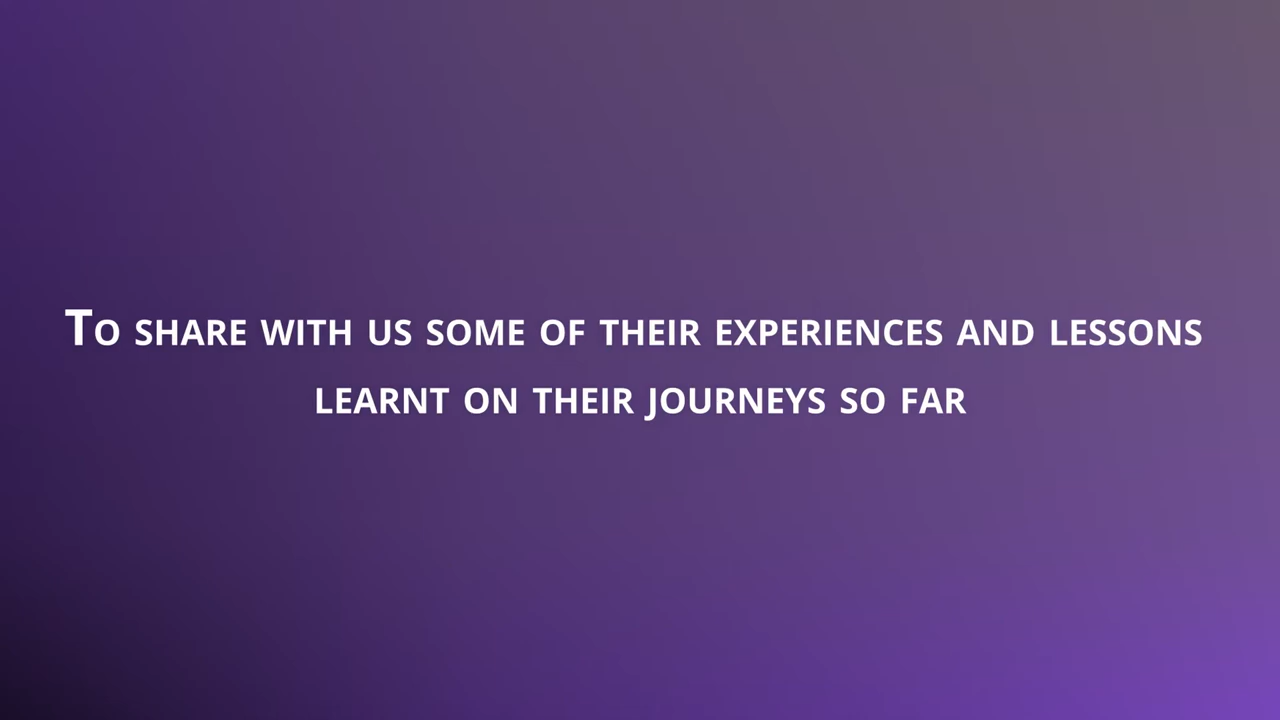 To share with us some of their experiences and lessons
learnt on their journeys so far